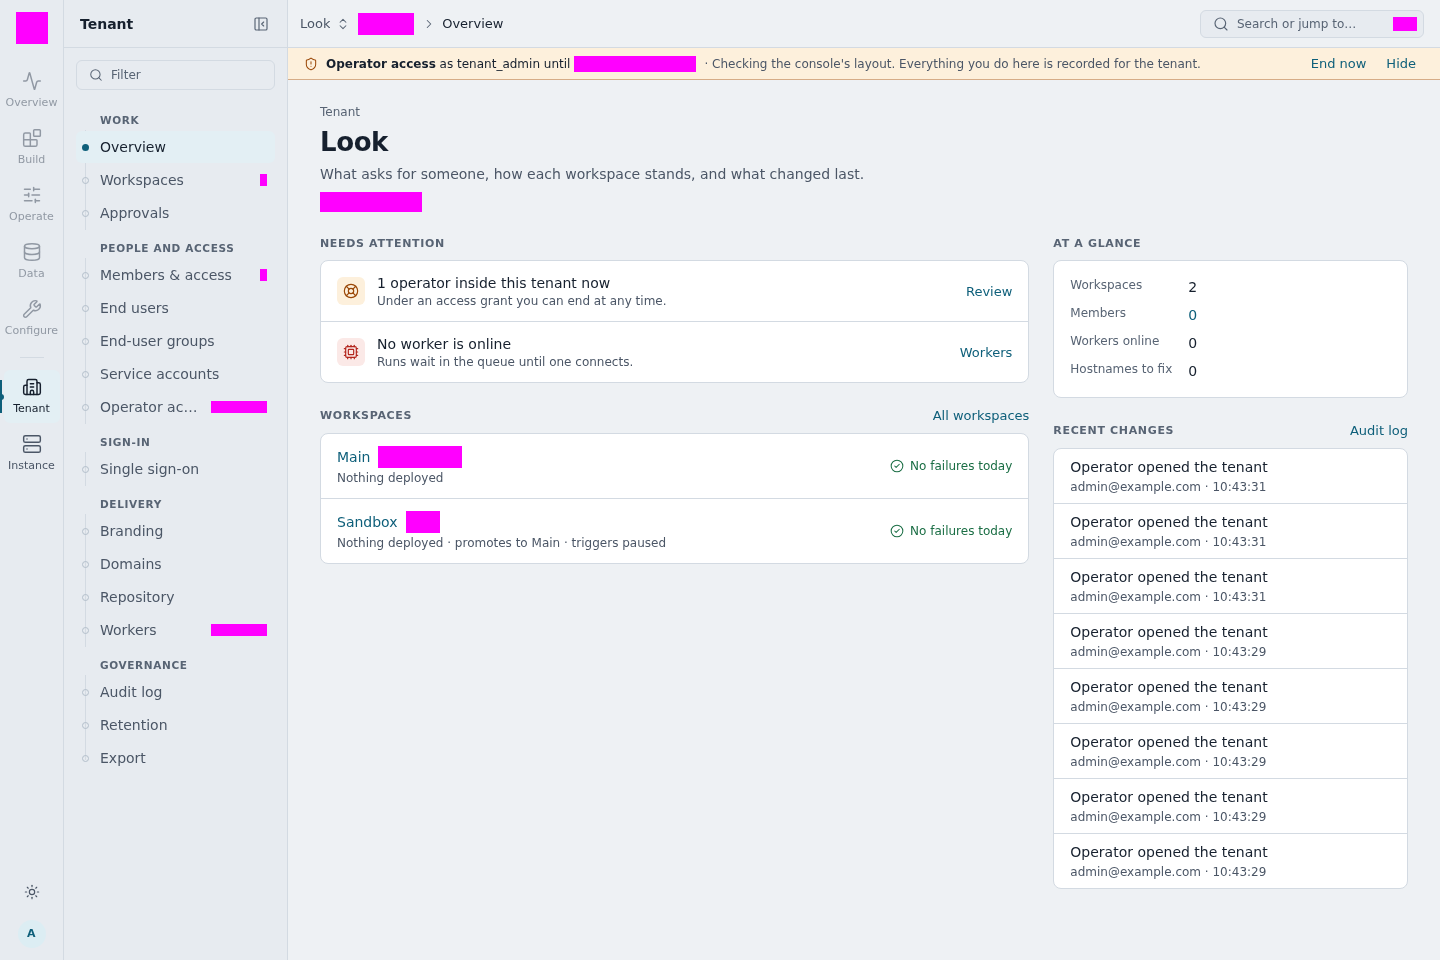 Tenant
Look
Overview
Search or jump to…
Operator access as tenant_admin until
· Checking the console's layout. Everything you do here is recorded for the tenant.
End now
Hide
Overview
Build
Operate
Data
Configure
Tenant
Instance
A
Filter
WORK
Overview
Workspaces
Approvals
PEOPLE AND ACCESS
Members & access
End users
End-user groups
Service accounts
Operator ac…
SIGN-IN
Single sign-on
DELIVERY
Branding
Domains
Repository
Workers
GOVERNANCE
Audit log
Retention
Export
Tenant
Look
What asks for someone, how each workspace stands, and what changed last.
NEEDS ATTENTION
1 operator inside this tenant now
Under an access grant you can end at any time.
Review
No worker is online
Runs wait in the queue until one connects.
Workers
WORKSPACES
All workspaces
Main
Nothing deployed
No failures today
Sandbox
Nothing deployed · promotes to Main · triggers paused
No failures today
AT A GLANCE
Workspaces 2
Members 0
Workers online 0
Hostnames to fix 0
RECENT CHANGES
Audit log
Operator opened the tenant
admin@example.com · 10:43:31
Operator opened the tenant
admin@example.com · 10:43:31
Operator opened the tenant
admin@example.com · 10:43:31
Operator opened the tenant
admin@example.com · 10:43:29
Operator opened the tenant
admin@example.com · 10:43:29
Operator opened the tenant
admin@example.com · 10:43:29
Operator opened the tenant
admin@example.com · 10:43:29
Operator opened the tenant
admin@example.com · 10:43:29